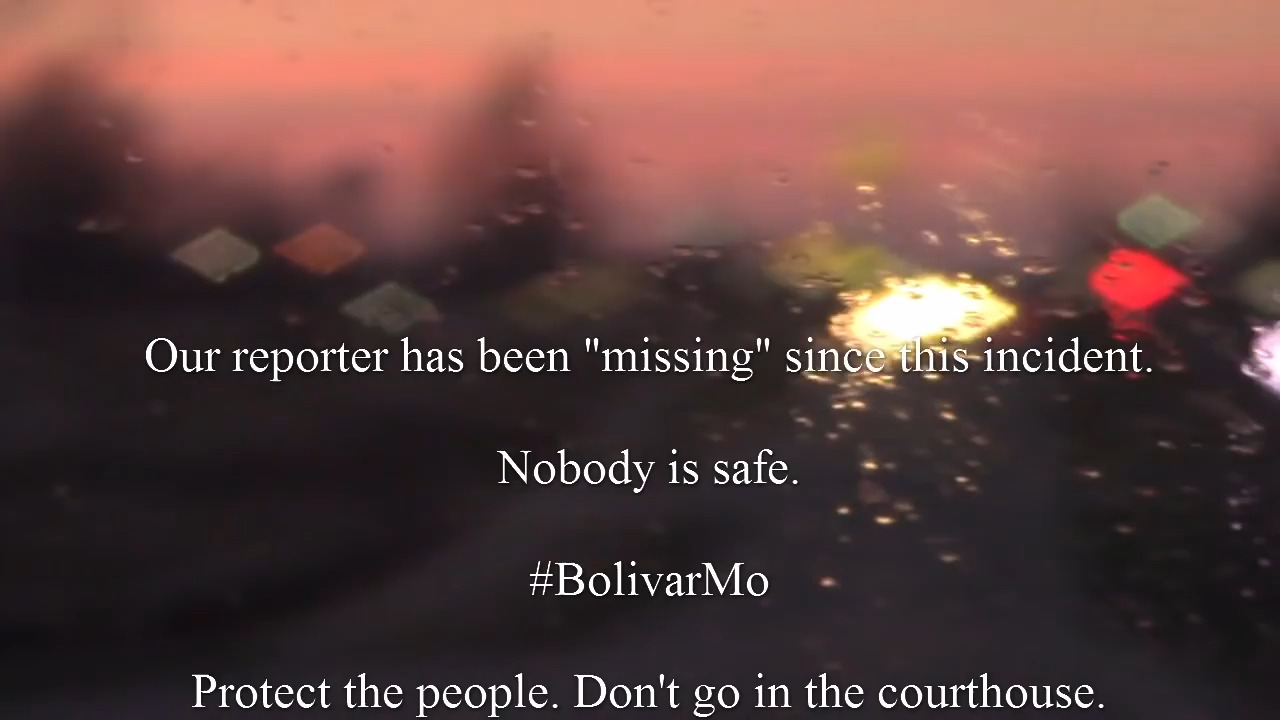 Our reporter has been "missing" since this incident.
Nobody is safe.
#BolivarMo
Protect the people. Don't go in the courthouse.